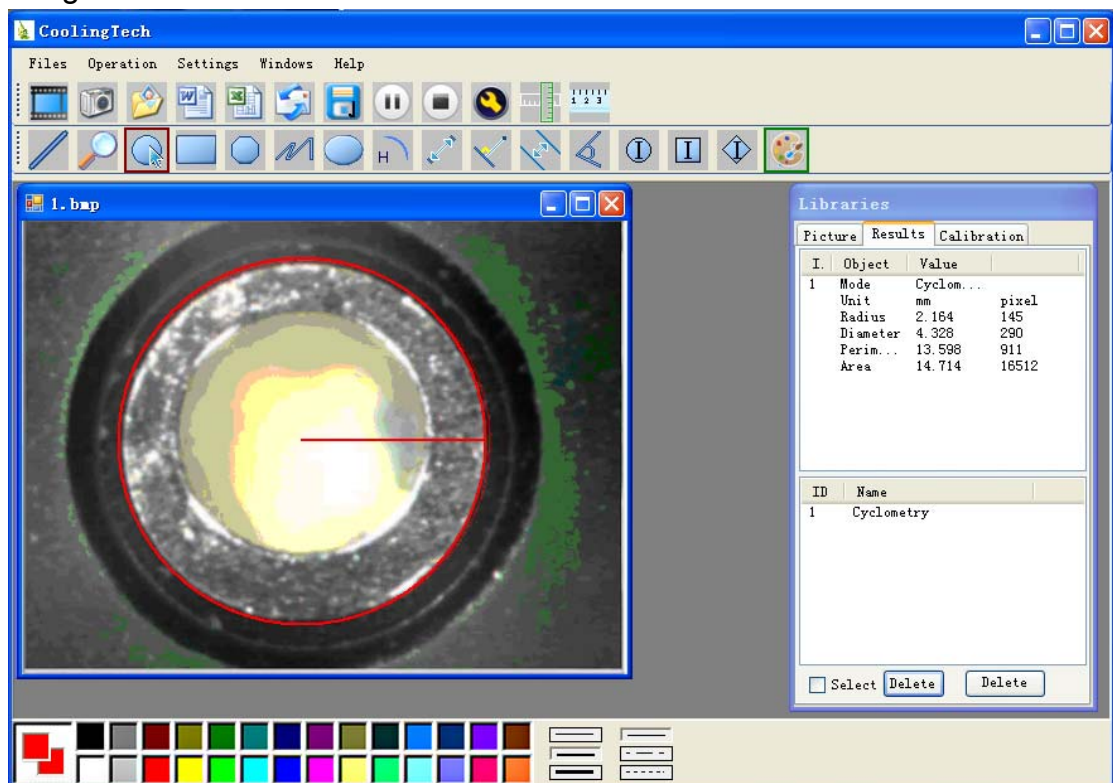 CoolingTech
Files Operation Settings Windows Help
1 2 3
H
I I I
1.bmp
Libraries
Picture Results Calibration
I. Object Value
1 Mode Cyclom...
Unit mm pixel
Radius 2.164 145
Diameter 4.328 290
Perim... 13.598 911
Area 14.714 16512
ID Name
1 Cyclometry
Select Delete Delete